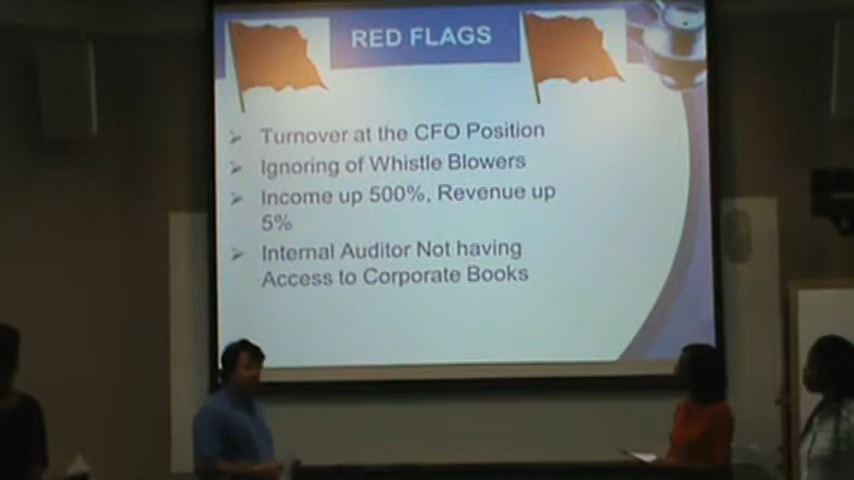 RED FLAGS
Turnover at the CFO Position
Ignoring of Whistle Blowers
Income up 500%, Revenue up
5%
Internal Auditor Not having
Access to Corporate Books